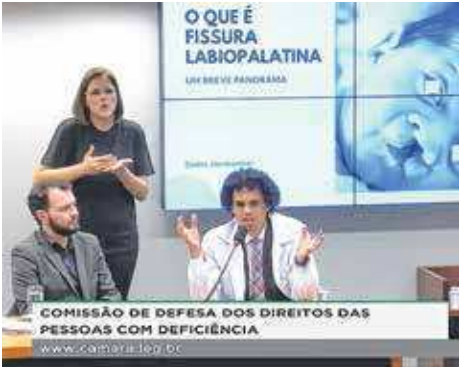 O QUE É
FISSURA
LABIOPALATINA
UM BREVE PANORAMA
COMISSÃO DE DEFESA DOS DIREITOS DAS
PESSOAS COM DEFICIÊNCIA
www.camara.leg.br